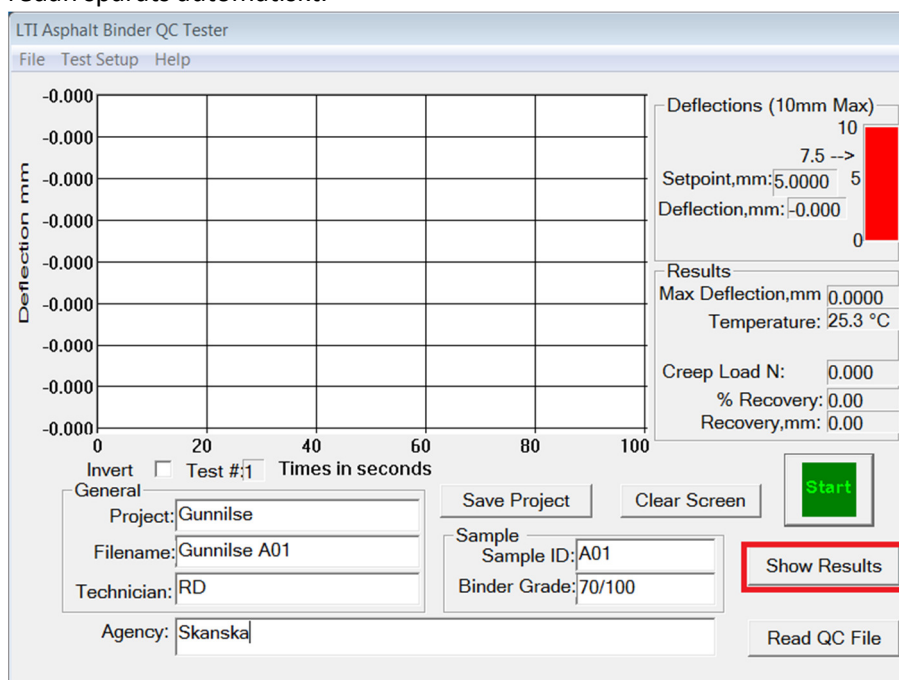 redan sparats automatiskt.
LTI Asphalt Binder QC Tester
File Test Setup Help
-0.000
-0.000
-0.000
-0.000
-0.000
-0.000
-0.000
-0.000
-0.000
Deflection mm
0 20 40 60 80 100
Invert Test #:1 Times in seconds
Deflections (10mm Max)
10
7.5 -->
Setpoint,mm: 5.0000 5
Deflection,mm: -0.000
0
Results
Max Deflection,mm 0.0000
Temperature: 25.3 °C
Creep Load N: 0.000
% Recovery: 0.00
Recovery,mm: 0.00
General
Project: Gunnilse
Filename: Gunnilse A01
Technician: RD
Agency: Skanska
Save Project Clear Screen Start
Sample
Sample ID: A01
Binder Grade: 70/100
Show Results
Read QC File